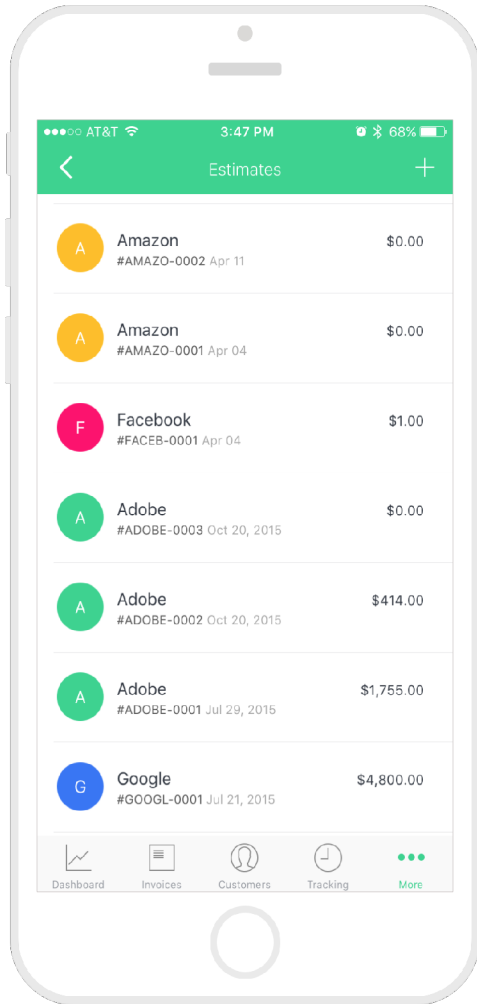 AT&T 3:47 PM 68%
Estimates
A Amazon $0.00
#AMAZO-0002 Apr 11
A Amazon $0.00
#AMAZO-0001 Apr 04
F Facebook $1.00
#FACEB-0001 Apr 04
A Adobe $0.00
#ADOBE-0003 Oct 20, 2015
A Adobe $414.00
#ADOBE-0002 Oct 20, 2015
A Adobe $1,755.00
#ADOBE-0001 Jul 29, 2015
G Google $4,800.00
#GOOGL-0001 Jul 21, 2015
Dashboard Invoices Customers Tracking More